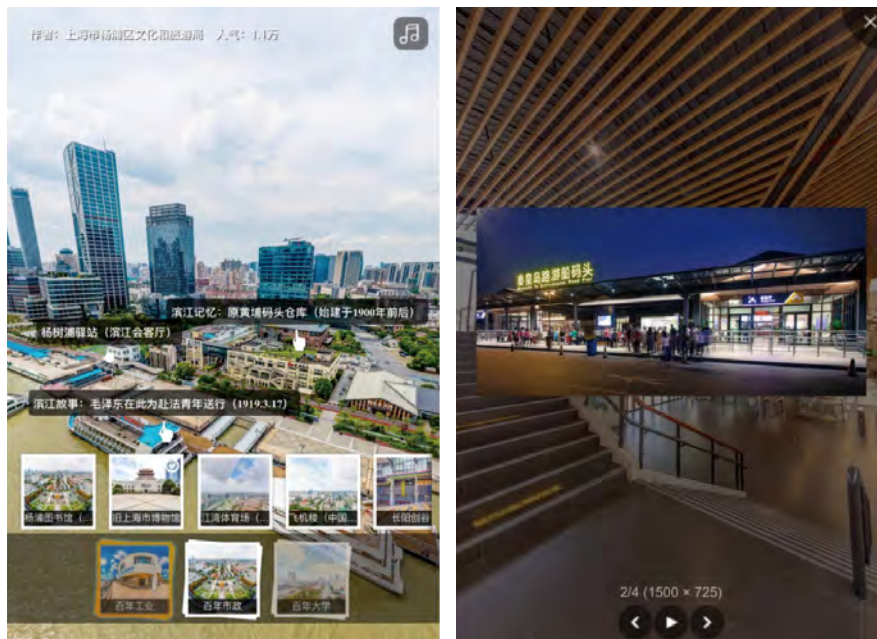 作者：上海市杨浦区文化和旅游局 人气：1.1万
滨江记忆：原黄埔码头仓库（始建于1900年前后）
杨树浦驿站（滨江会客厅）
滨江故事：毛泽东在此为赴法青年送行（1919.3.17）
杨浦图书馆（...
旧上海市博物馆
江湾体育场（...
飞机楼（中国...
长阳创谷
百年工业
百年市政
百年大学
秦皇岛路游船码头
2/4 (1500 × 725)